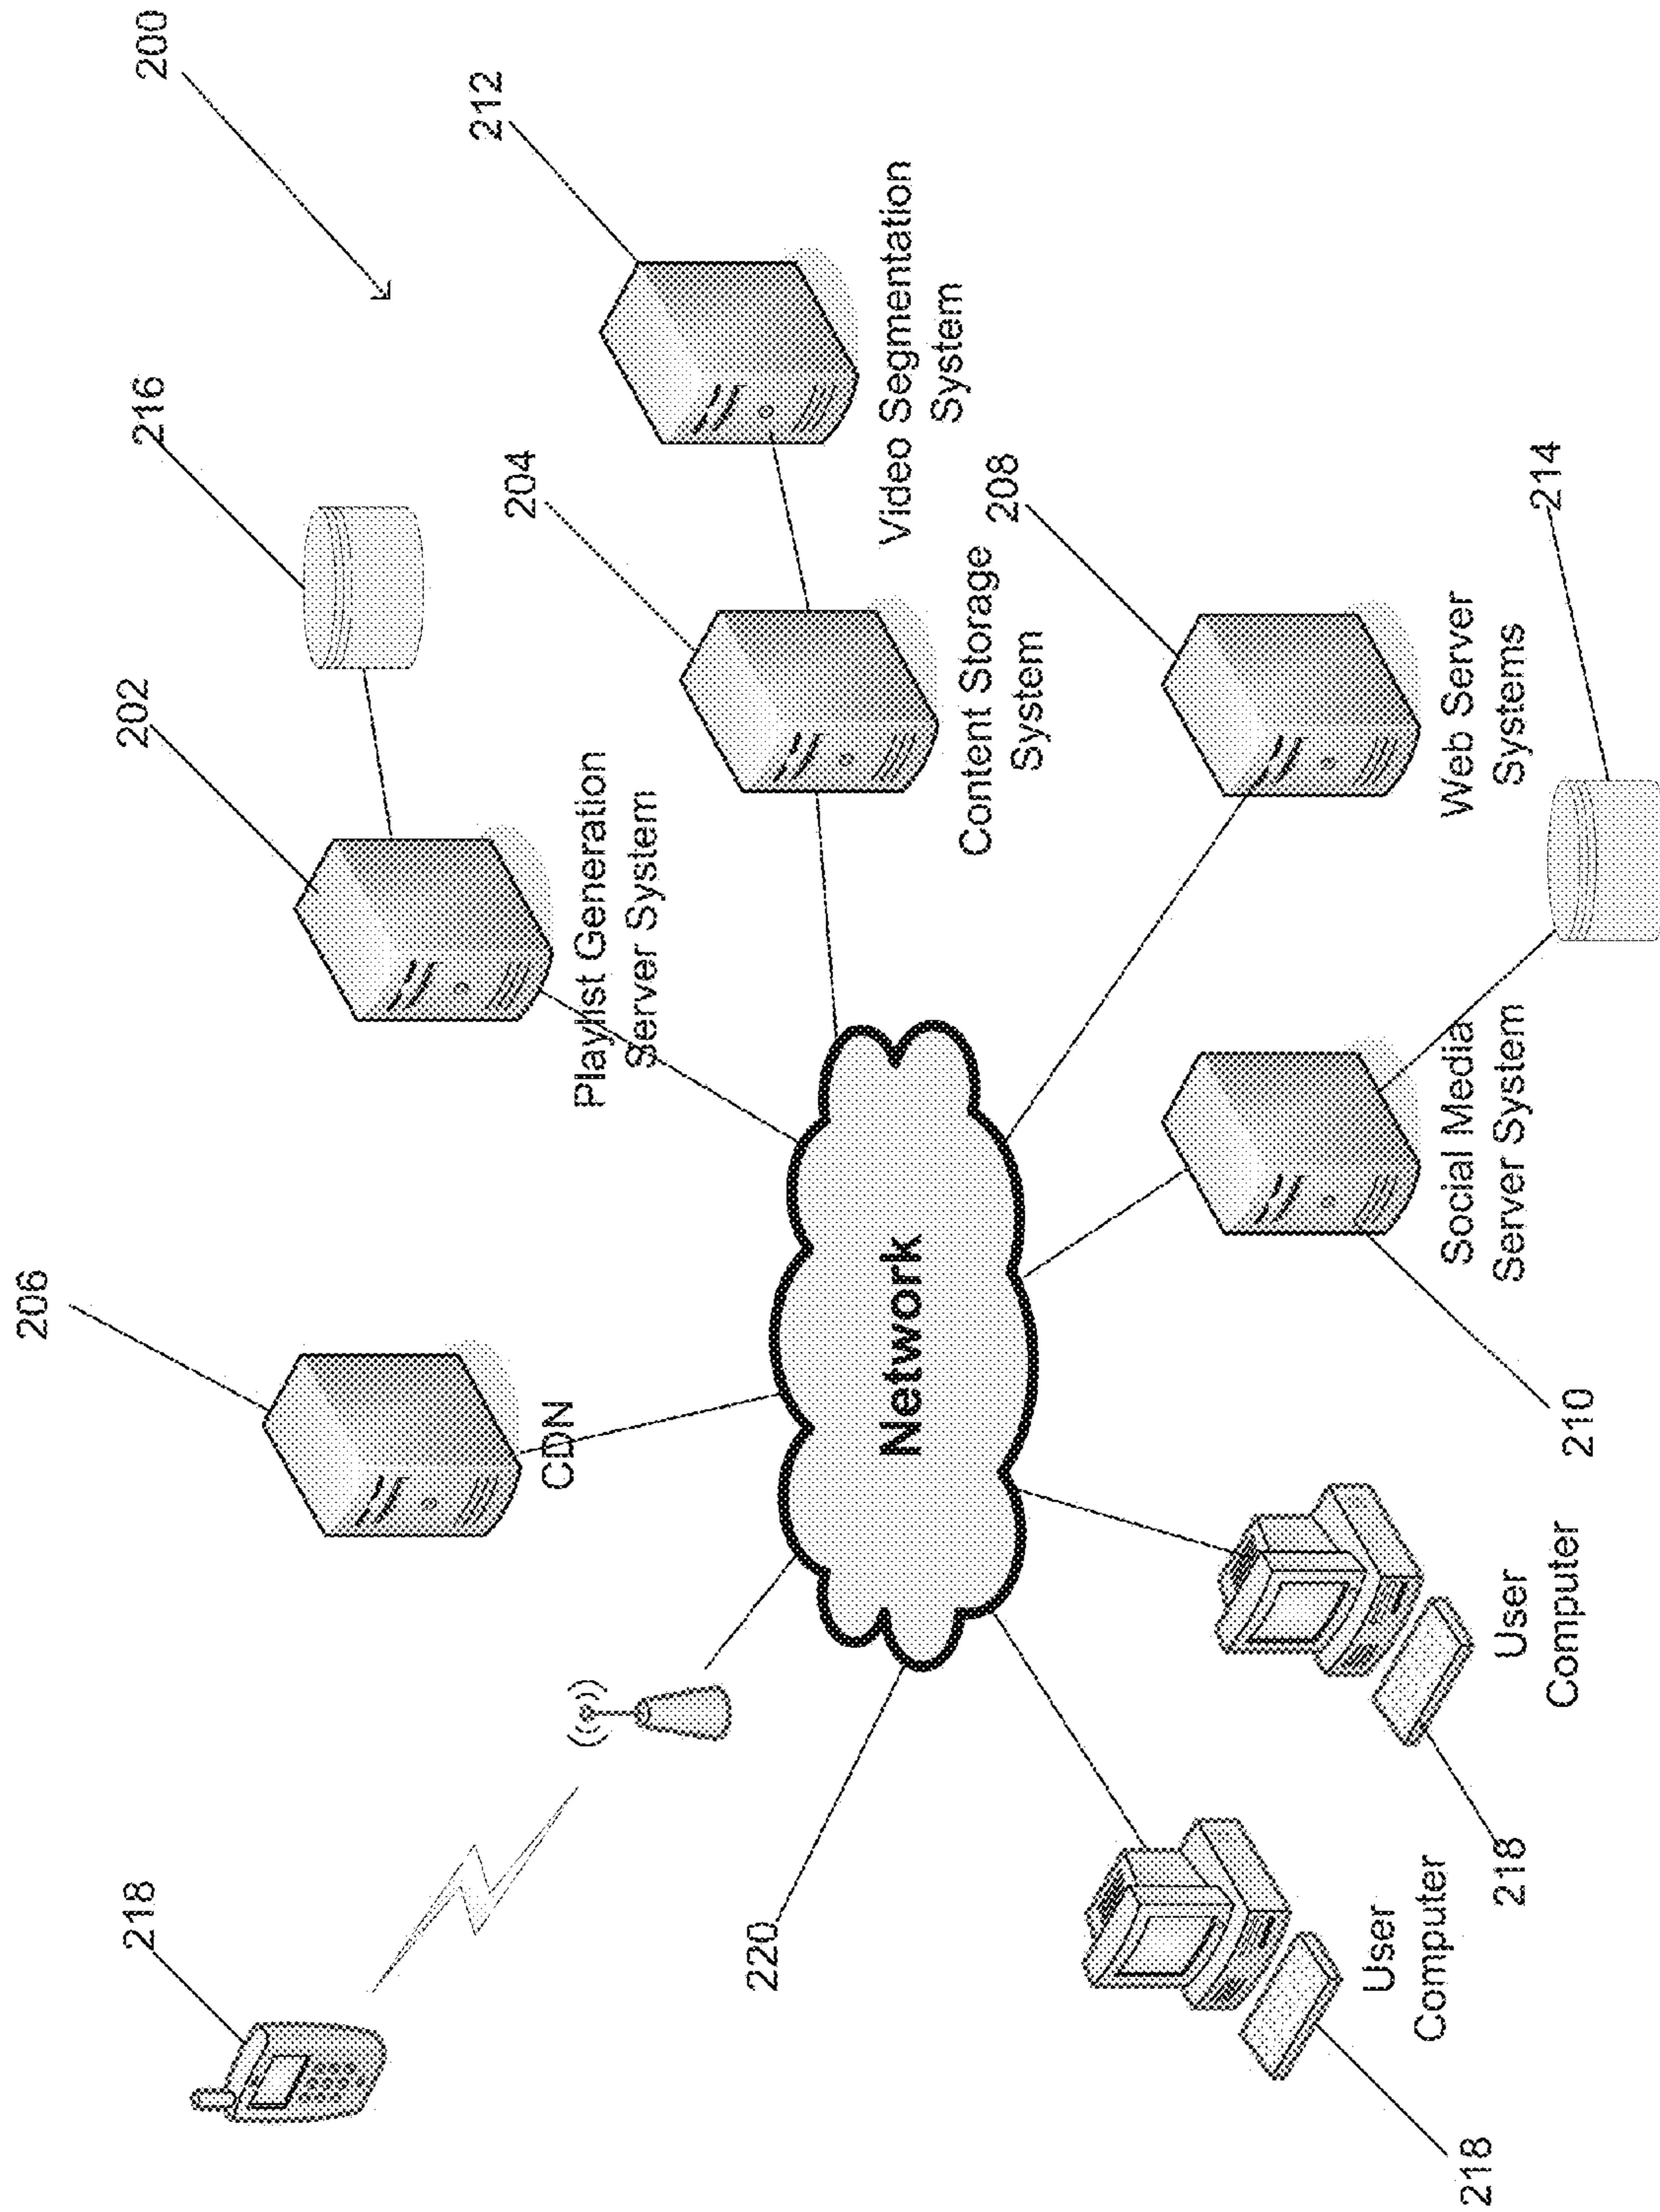 206
218
202
216
200
212
204
CDN
Playlist Generation
Server System
220
Network
Video Segmentation
System
Content Storage
System
208
User
Computer
218
User
Computer
218
Social Media
Server System
Web Server
Systems
214
210